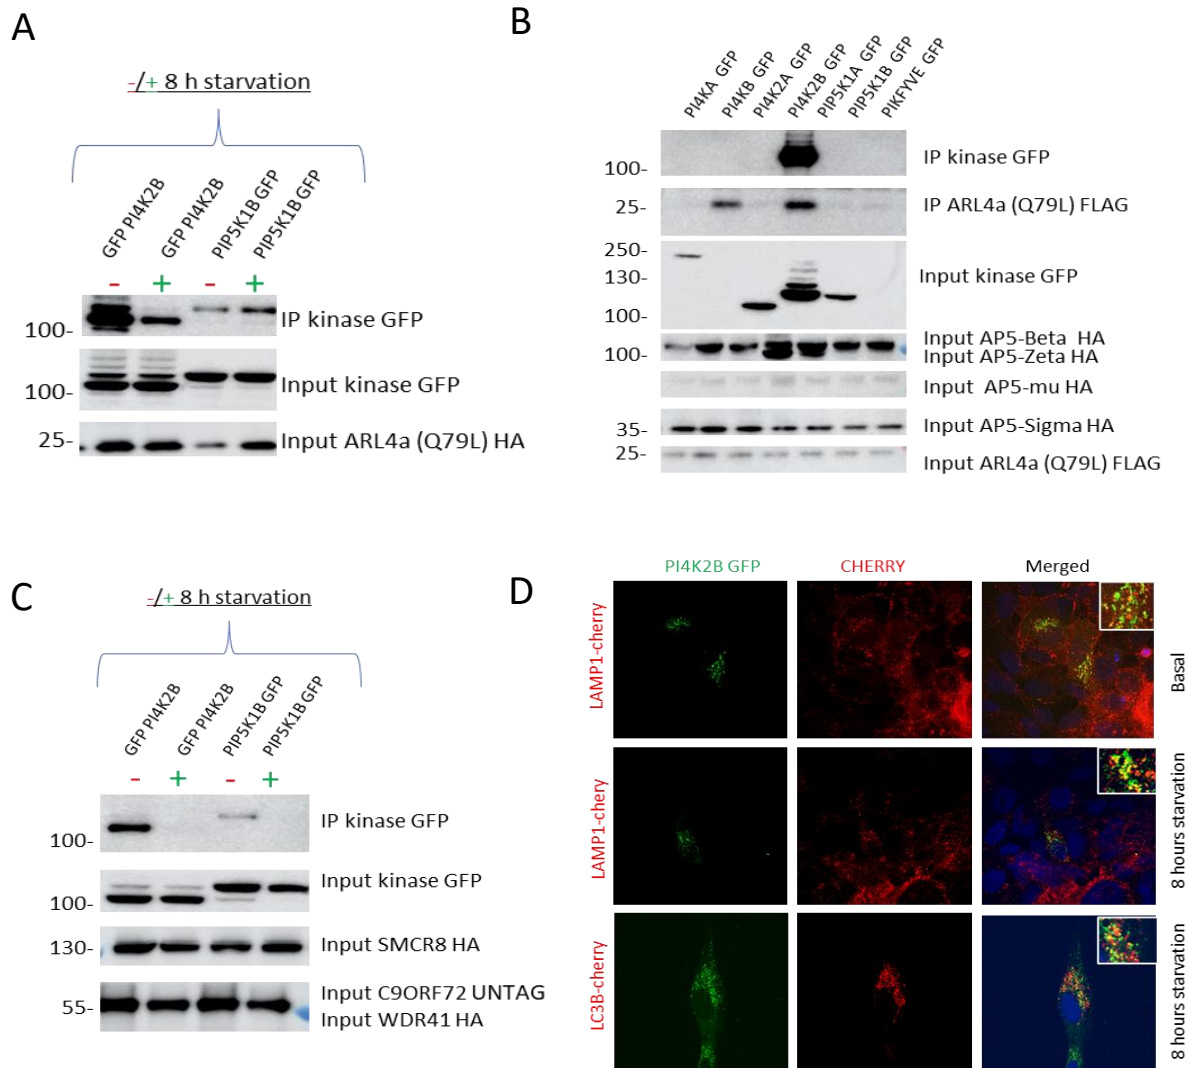 A
-/+ 8 h starvation
GFP PI4K2B
GFP PI4K2B
PIP5K1B GFP
PIP5K1B GFP
- + - +
100- IP kinase GFP
100- Input kinase GFP
25- Input ARL4a (Q79L) HA
B
PI4KA GFP
PI4KB GFP
PI4K2A GFP
PI4K2B GFP
PIP5K1A GFP
PIP5K1B GFP
PIKFYVE GFP
100- IP kinase GFP
25- IP ARL4a (Q79L) FLAG
250-
130- Input kinase GFP
100-
Input AP5-Beta HA
100- Input AP5-Zeta HA
Input AP5-mu HA
35- Input AP5-Sigma HA
25- Input ARL4a (Q79L) FLAG
C
-/+ 8 h starvation
GFP PI4K2B
GFP PI4K2B
PIP5K1B GFP
PIP5K1B GFP
- + - +
100- IP kinase GFP
100- Input kinase GFP
130- Input SMCR8 HA
Input C9ORF72 UNTAG
55- Input WDR41 HA
D
PI4K2B GFP CHERRY Merged
LAMP1-cherry
Basal
LAMP1-chery
8 hours starvation
LC3B-cherry
8 hours starvation